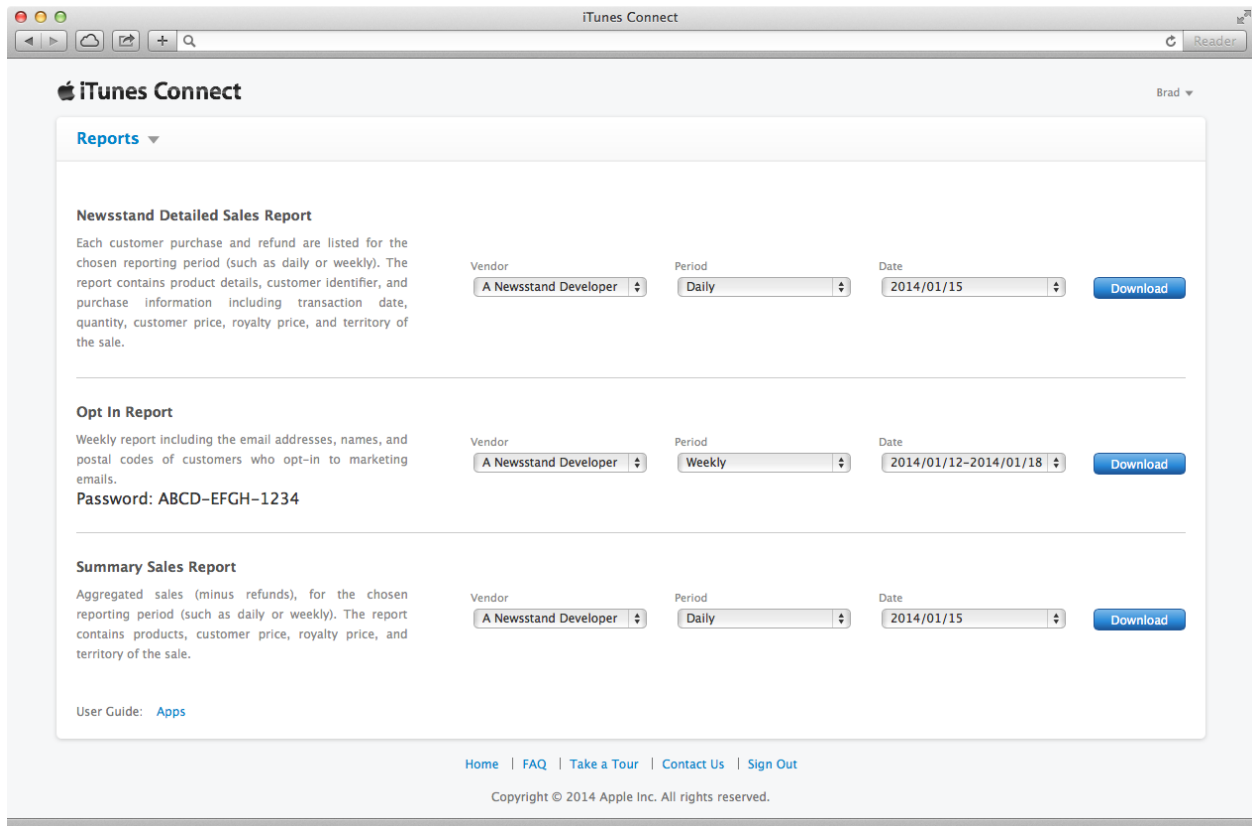 iTunes Connect
Reader
iTunes Connect
Brad
Reports
Newsstand Detailed Sales Report
Each customer purchase and refund are listed for the
chosen reporting period (such as daily or weekly). The
report contains product details, customer identifier, and
purchase information including transaction date,
quantity, customer price, royalty price, and territory of
the sale.
Vendor Period Date
A Newsstand Developer Daily 2014/01/15 Download
Opt In Report
Weekly report including the email addresses, names, and
postal codes of customers who opt-in to marketing
emails.
Password: ABCD-EFGH-1234
Vendor Period Date
A Newsstand Developer Weekly 2014/01/12-2014/01/18 Download
Summary Sales Report
Aggregated sales (minus refunds), for the chosen
reporting period (such as daily or weekly). The report
contains products, customer price, royalty price, and
territory of the sale.
Vendor Period Date
A Newsstand Developer Daily 2014/01/15 Download
User Guide: Apps
Home | FAQ | Take a Tour | Contact Us | Sign Out
Copyright © 2014 Apple Inc. All rights reserved.